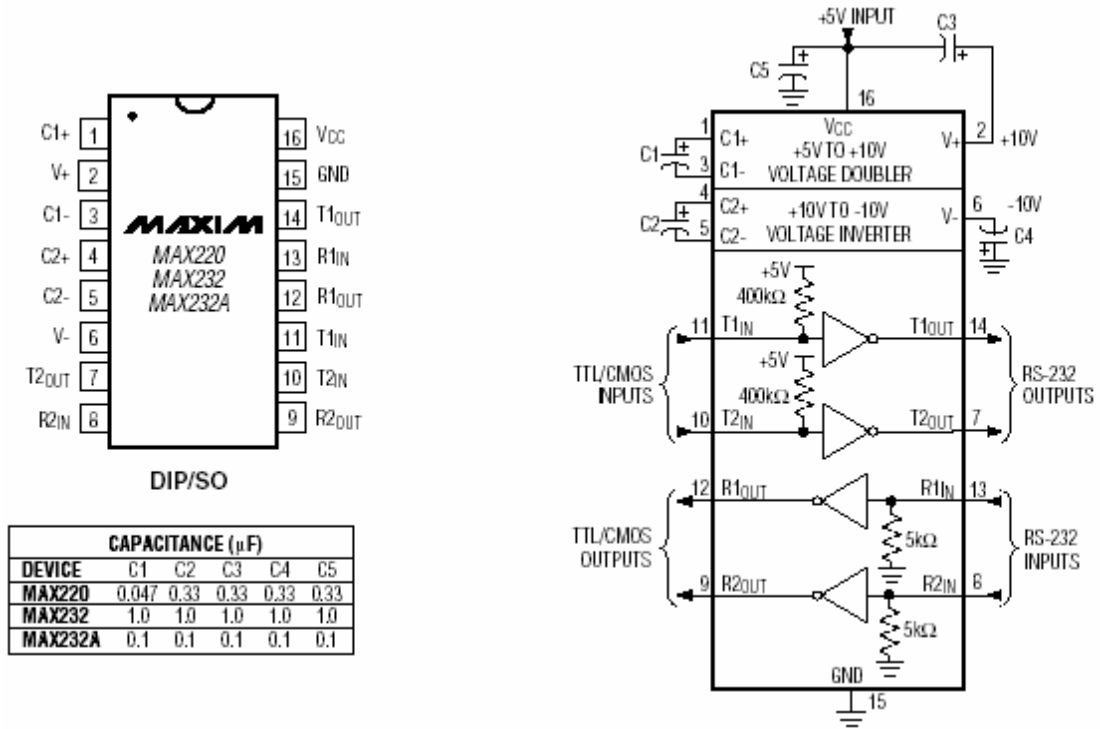 C1+ 1
V+ 2
C1- 3
C2+ 4
C2- 5
V- 6
T2OUT 7
R2IN 8
16 VCC
15 GND
14 T1OUT
13 R1IN
12 R1OUT
11 T1IN
10 T2IN
9 R2OUT
MAXIM
MAX220
MAX232
MAX232A
DIP/SO
CAPACITANCE (µF)
DEVICE C1 C2 C3 C4 C5
MAX220 0.047 0.33 0.33 0.33 0.33
MAX232 1.0 1.0 1.0 1.0 1.0
MAX232A 0.1 0.1 0.1 0.1 0.1
+5V INPUT
C3
C5
+
+
16
1
C1+
VCC
+5V TO +10V
VOLTAGE DOUBLER
V+
2
+10V
C1
+
3
C1-
4
C2+
+10V TO -10V
VOLTAGE INVERTER
V-
6
-10V
C2
+
5
C2-
C4
+
+5V
400kΩ
11
T1IN
T1OUT
14
+5V
400kΩ
TTL/CMOS
INPUTS
RS-232
OUTPUTS
10
T2IN
T2OUT
7
12
R1OUT
R1IN
13
5kΩ
TTL/CMOS
OUTPUTS
RS-232
INPUTS
9
R2OUT
R2IN
8
5kΩ
GND
15